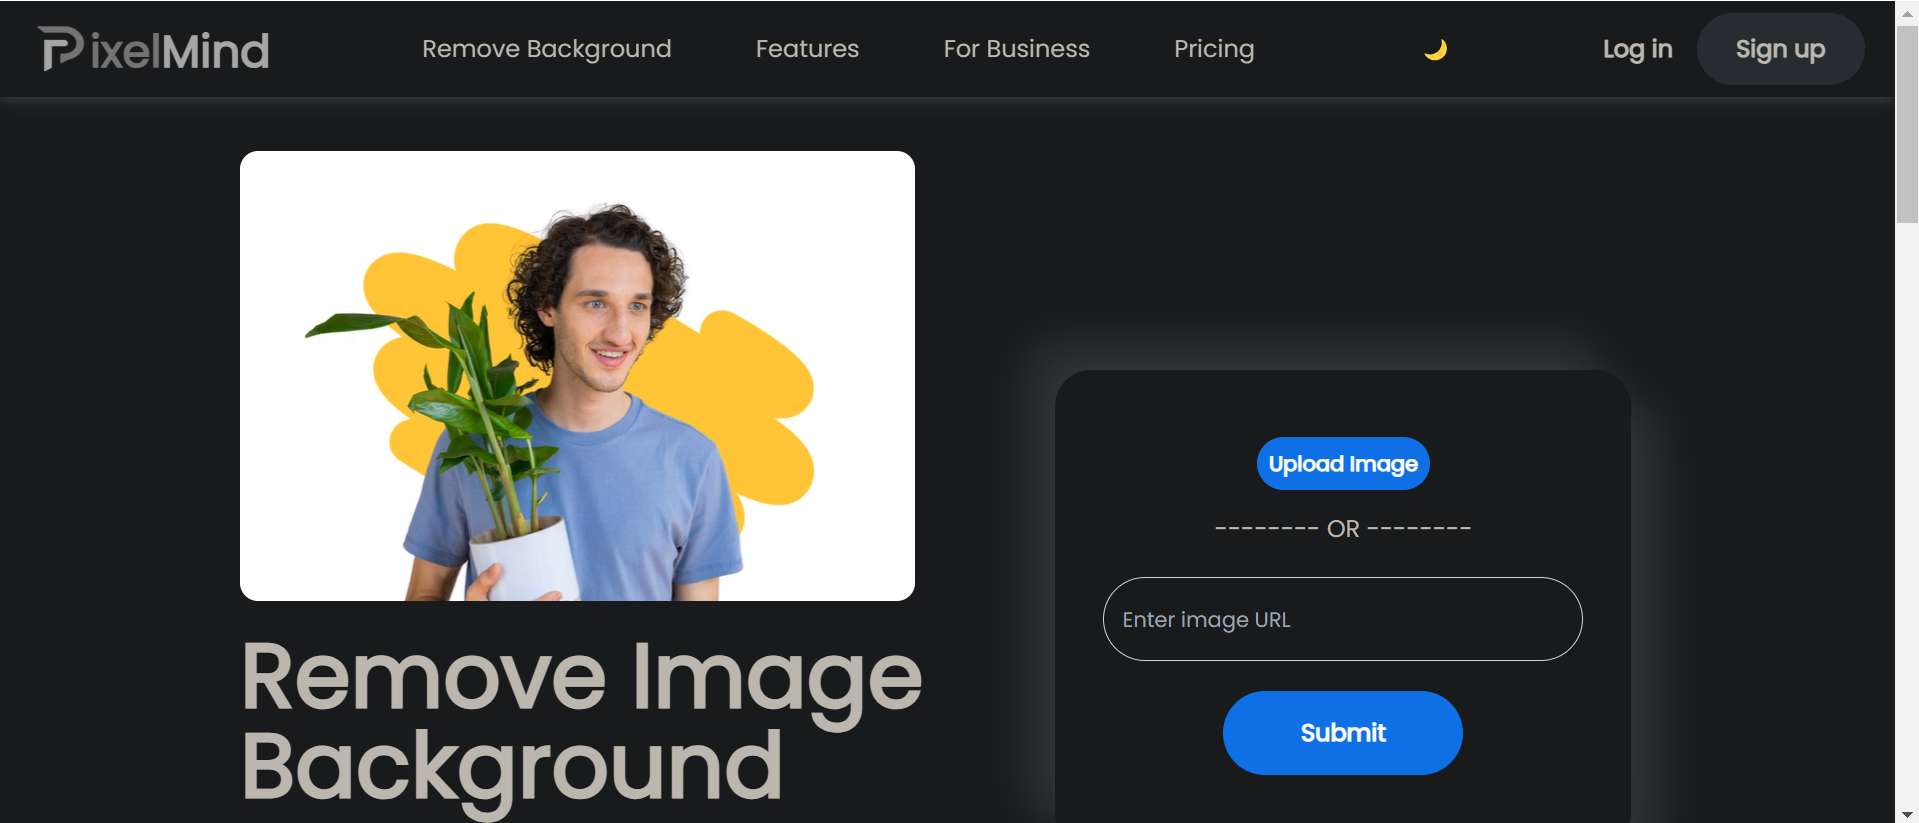 PixelMind
Remove Background
Features
For Business
Pricing
Log in
Sign up
Remove Image
Background
Upload Image
-------- OR --------
Enter image URL
Submit